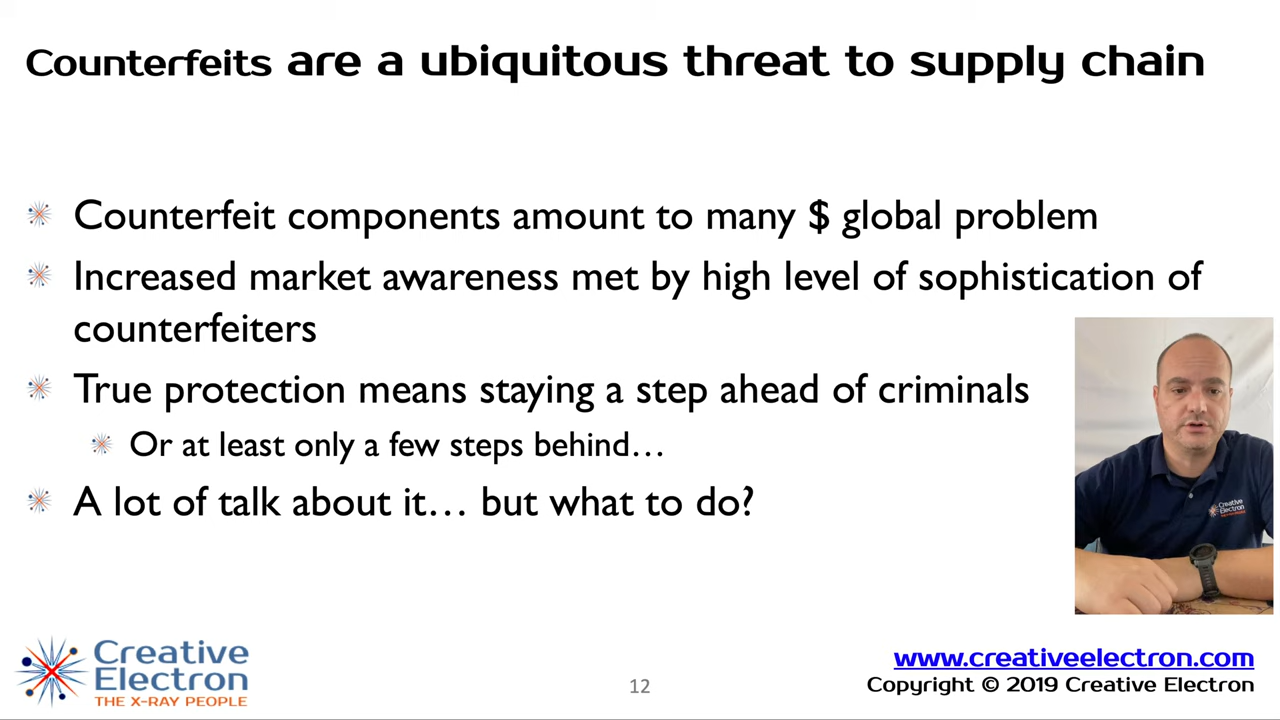 Counterfeits are a ubiquitous threat to supply chain
Counterfeit components amount to many $ global problem
Increased market awareness met by high level of sophistication of
counterfeiters
True protection means staying a step ahead of criminals
Or at least only a few steps behind…
A lot of talk about it… but what to do?
Creative
Electron
Creative
Electron
THE X-RAY PEOPLE
12
www.creativeelectron.com
Copyright © 2019 Creative Electron